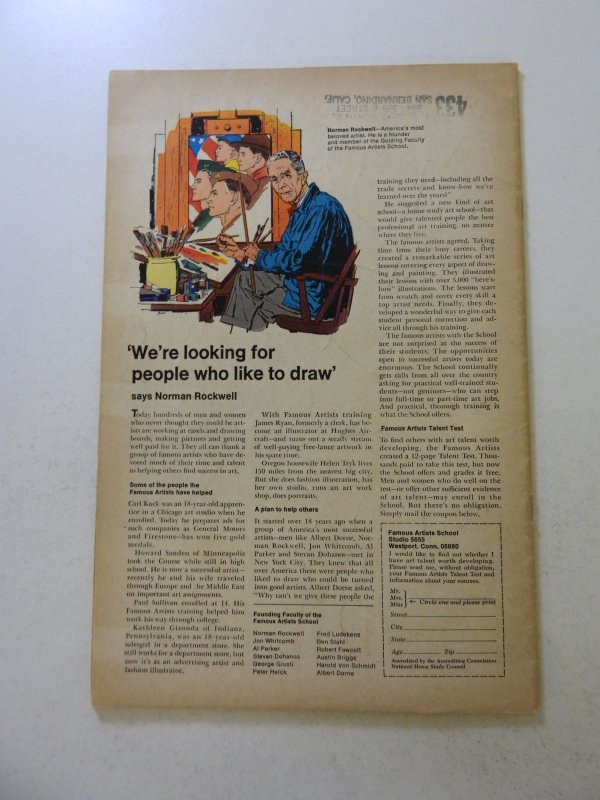 433
384 - 398 E STREET
SAN BERNARDINO, CALIF.
Norman Rockwell—America's most
beloved artist. He is a founder
and member of the Guiding Faculty
of the Famous Artists School.
'We're looking for
people who like to draw'
says Norman Rockwell
Today hundreds of men and women
who never thought they could be art-
ists are working at easels and drawing
boards, making pictures and getting
well paid for it. They all can thank a
group of famous artists who have de-
voted much of their time and talent
to helping others find success in art.
Some of the people the
Famous Artists have helped
Carl Kock was an 18-year-old appren-
tice in a Chicago art studio when he
enrolled. Today he prepares ads for
such companies as General Motors
and Firestone—has won five gold
medals.
Howard Sanden of Minneapolis
took the Course while still in high
school. He is now a successful artist—
recently he and his wife traveled
through Europe and the Middle East
on important art assignments.
Paul Sullivan enrolled at 14. His
Famous Artists training helped him
work his way through college.
Kathleen Gironda of Indiana,
Pennsylvania, was an 18-year-old
salesgirl in a department store. She
still works for a department store, but
now it's as an advertising artist and
fashion illustrator.
With Famous Artists training
James Ryan, formerly a clerk, has be-
come an illustrator at Hughes Air-
craft—and turns out a steady stream
of well-paying freelance artwork in
his spare time.
Oregon housewife Helen Tryk lives
150 miles from the nearest big city.
But she does fashion illustration, has
her own studio, runs an art work
shop, does portraits.
A plan to help others
It started over 18 years ago when a
group of America's most successful
artists—men like Albert Dorne, Nor-
man Rockwell, Jon Whitcomb, Al
Parker and Stevan Dohanos—met in
New York City. They knew that all
over America there were people who
liked to draw who could be turned
into good artists. Albert Dorne asked,
"Why can't we give these people the
Founding Faculty of the
Famous Artists School
Norman Rockwell
Jon Whitcomb
Al Parker
Stevan Dohanos
George Giusti
Peter Helck
Fred Ludekens
Ben Stahl
Robert Fawcett
Austin Briggs
Harold Von Schmidt
Albert Dorne
training they need—including all the
trade secrets and know-how we've
learned over the years?"
He suggested a new kind of art
school—a home study art school—that
would give talented people the best
professional art training, no matter
where they live.
The famous artists agreed. Taking
time from their busy careers, they
created a remarkable series of art
lessons covering every aspect of draw-
ing and painting. They illustrated
their lessons with over 5,000 "here's-
how" illustrations. The lessons start
from scratch and cover every skill a
top artist needs. Finally, they de-
veloped a wonderful way to give each
student personal correction and ad-
vice all through his training.
The famous artists with the School
are not surprised at the success of
their students. The opportunities
open to successful artists today are
enormous. The School continually
gets calls from all over the country
asking for practical well-trained stu-
dents—not geniuses—who can step
into full-time or part-time art jobs.
And practical, thorough training is
what the School offers.
Famous Artists Talent Test
To find others with art talent worth
developing, the Famous Artists
created a 12-page Talent Test. Thou-
sands paid to take this test, but now
the School offers and grades it free.
Men and women who do well on the
test—or offer other sufficient evidence
of art talent—may enroll in the
School. But there's no obligation.
Simply mail the coupon below.
Famous Artists School
Studio 5655
Westport, Conn. 06880
I would like to find out whether I
have art talent worth developing.
Please send me, without obligation,
your Famous Artists Talent Test and
information about your courses.
Mr.
Mrs.
Miss
Circle one and please print
Street
City
State
Age Zip
Accredited by the Accrediting Commission
National Home Study Council